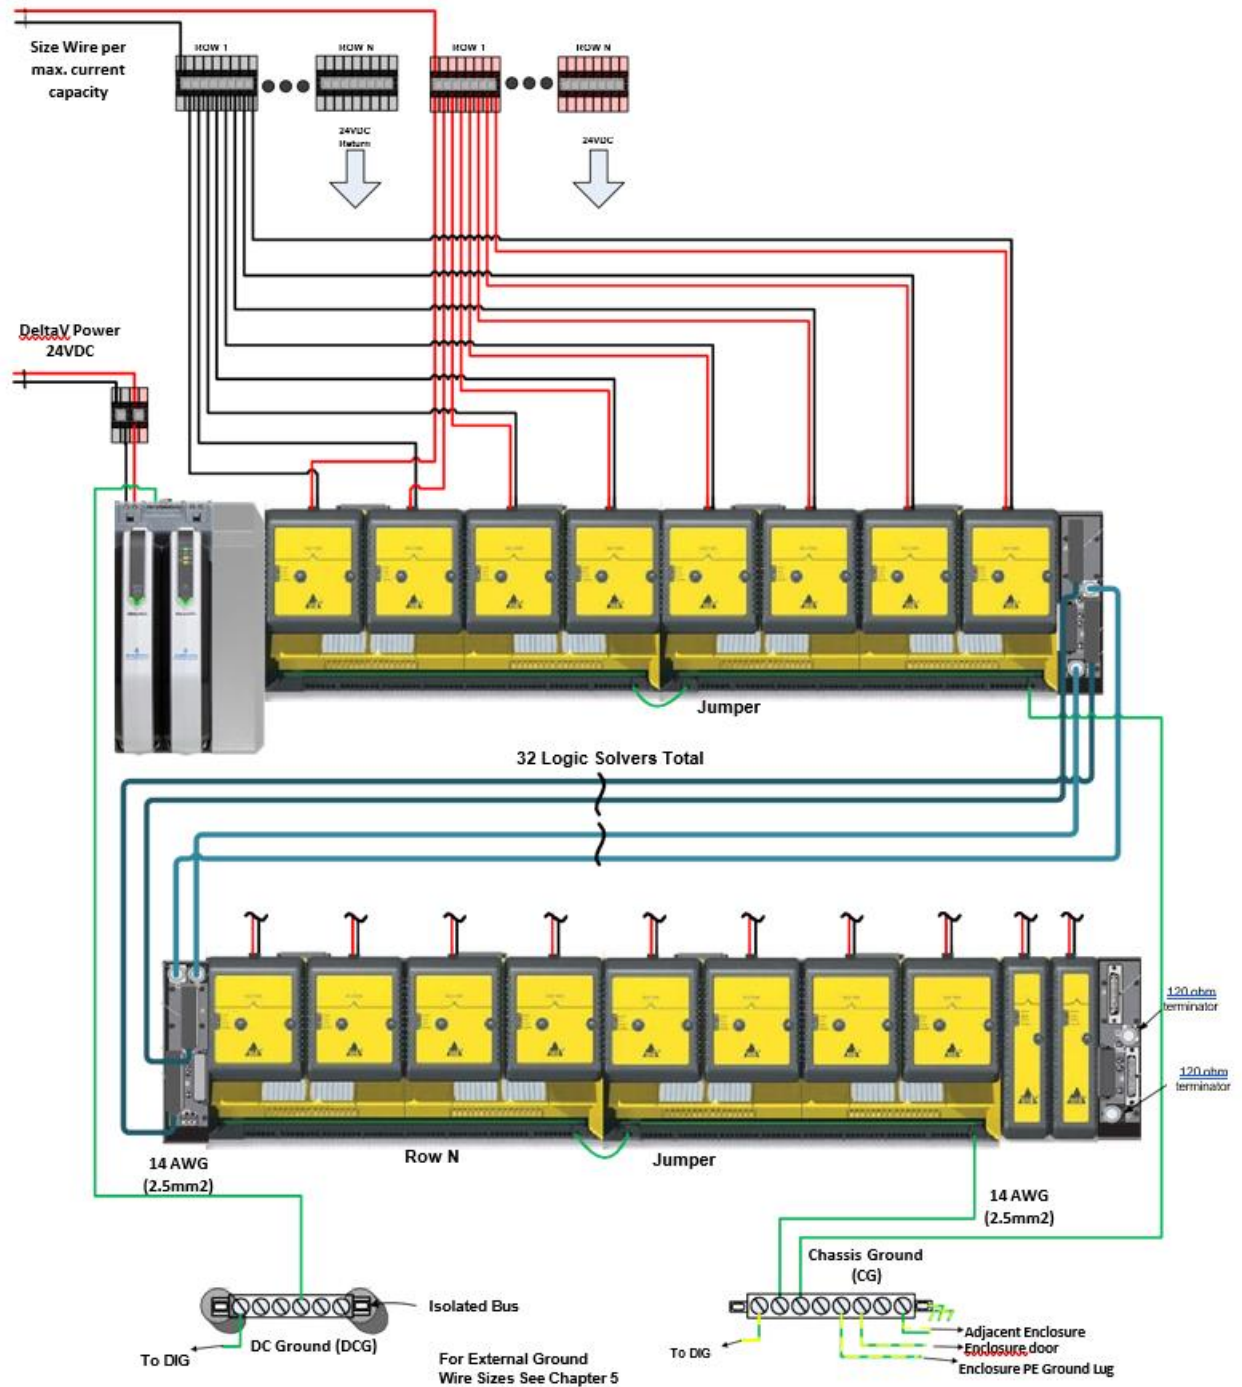 Size Wire per
max. current
capacity
ROW 1
ROW N
ROW 1
ROW N
24VDC
Return
24VDC
DeltaV Power
24VDC
Jumper
32 Logic Solvers Total
120 ohm
terminator
120 ohm
terminator
Row N
Jumper
14 AWG
(2.5mm2)
14 AWG
(2.5mm2)
Chassis Ground
(CG)
Isolated Bus
DC Ground (DCG)
To DIG
To DIG
Adjacent Enclosure
Enclosure door
Enclosure PE Ground Lug
For External Ground
Wire Sizes See Chapter 5